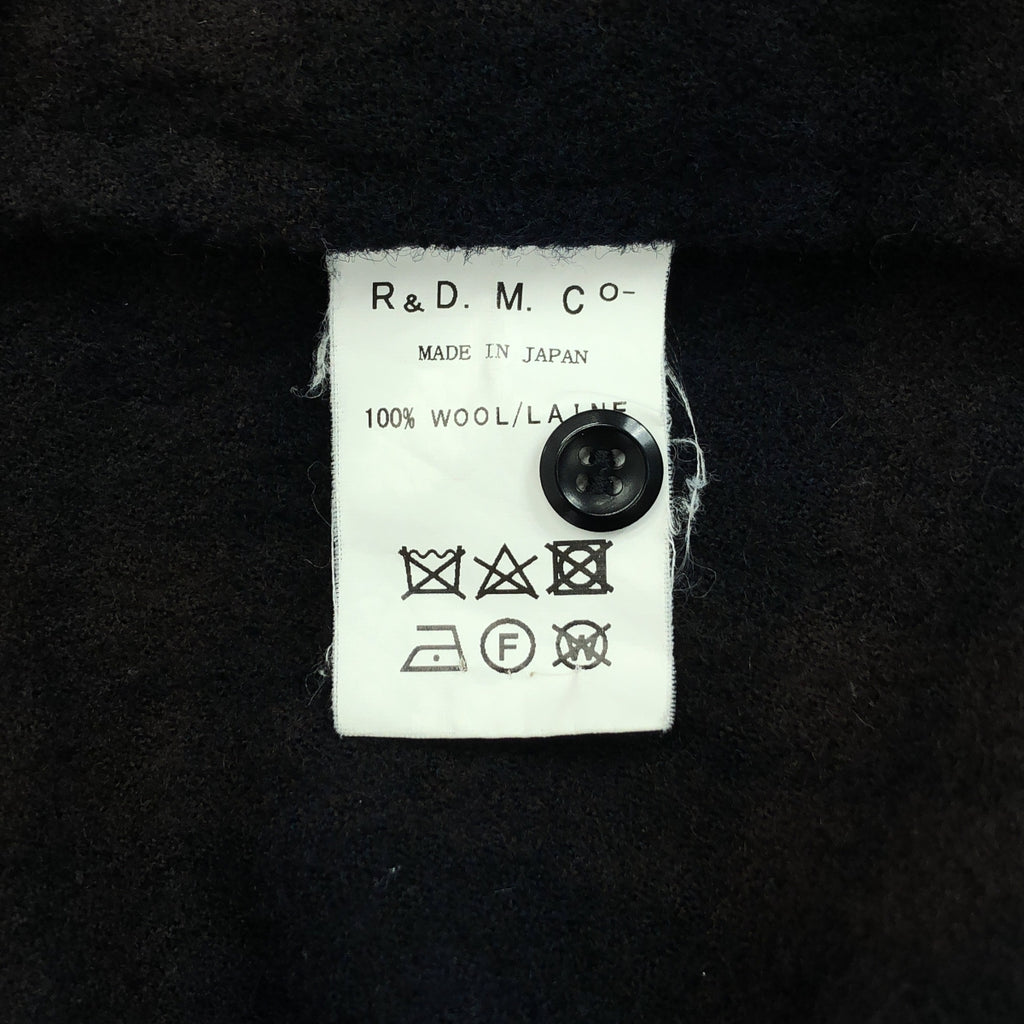 R&D. M. Co-
MADE IN JAPAN
100% WOOL/LAINE
F
W